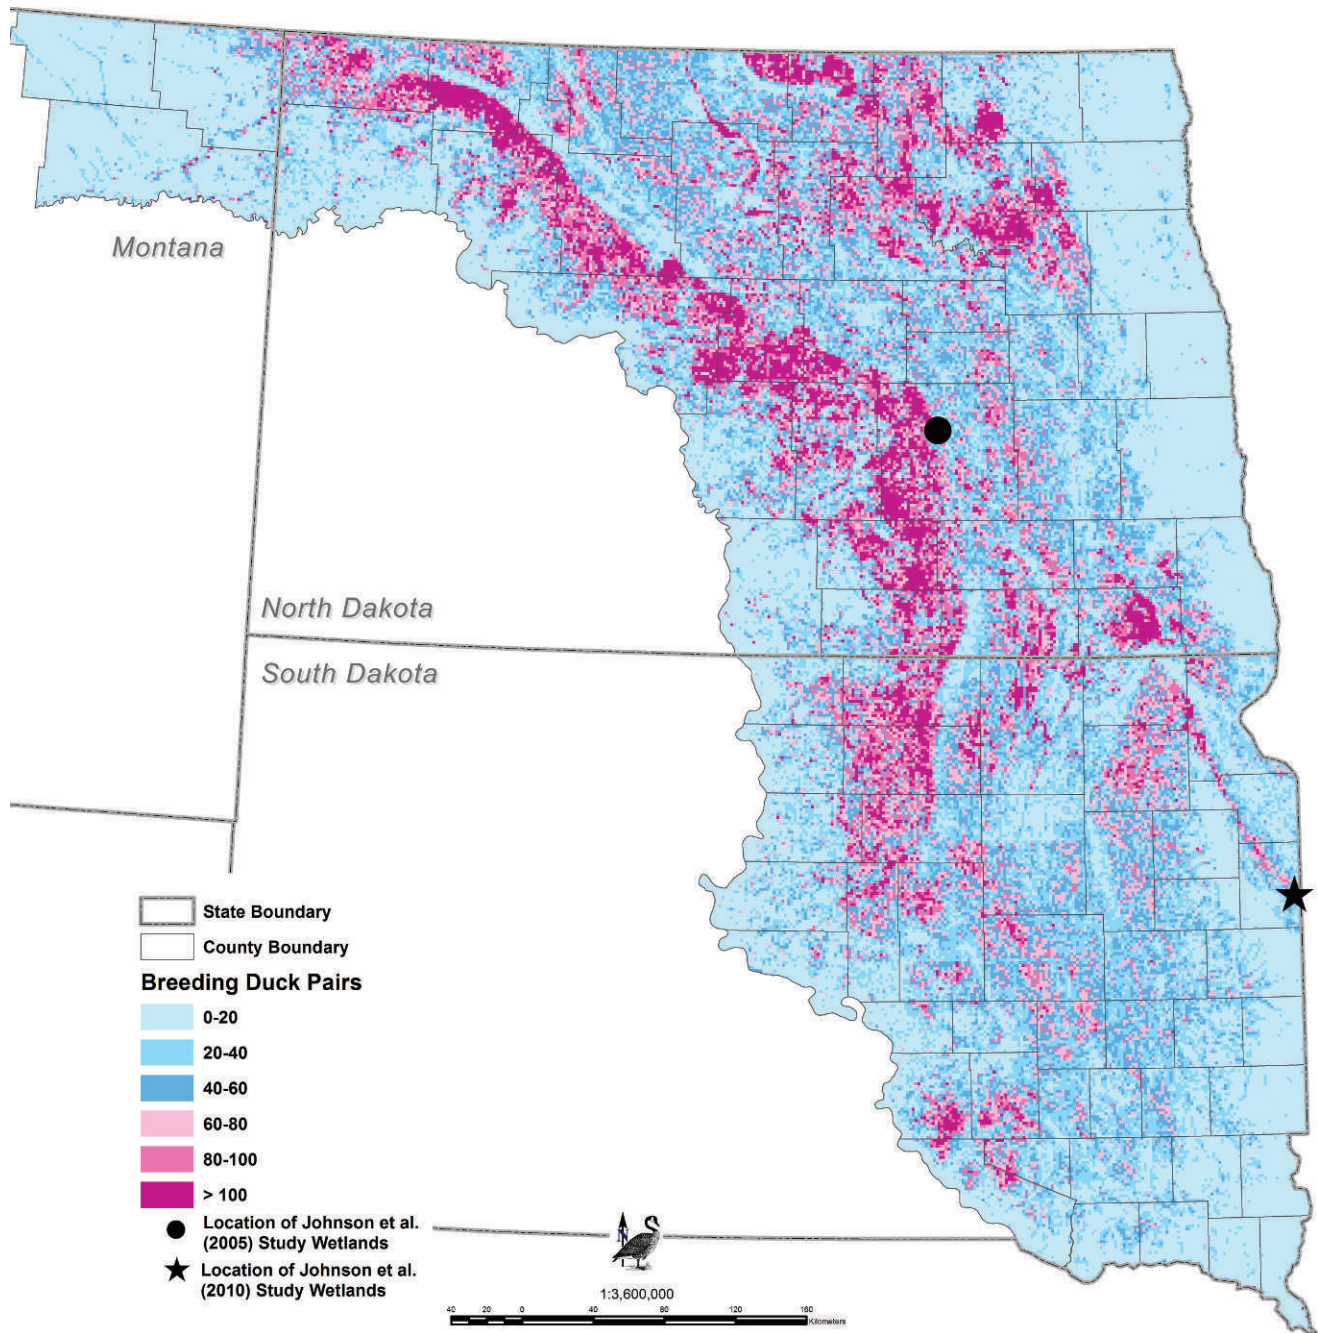 Montana
North Dakota
South Dakota
State Boundary
County Boundary
Breeding Duck Pairs
0-20
20-40
40-60
60-80
80-100
> 100
Location of Johnson et al.
(2005) Study Wetlands
Location of Johnson et al.
(2010) Study Wetlands
N
1:3,600,000
40 20 0 40 80 120 160
Kilometers